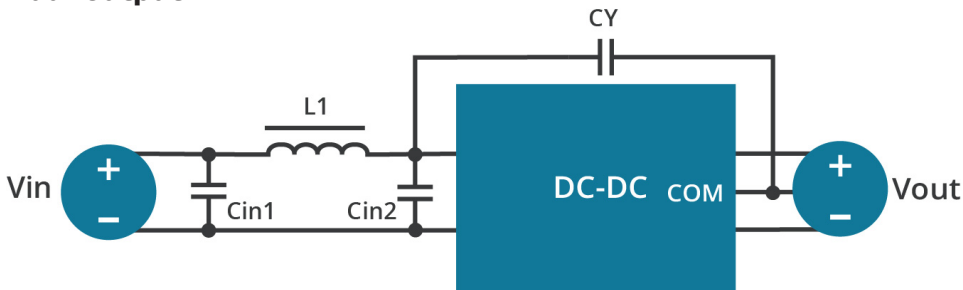 CY
L1
Vin
+
−
Cin1
Cin2
DC-DC
COM
+
−
Vout